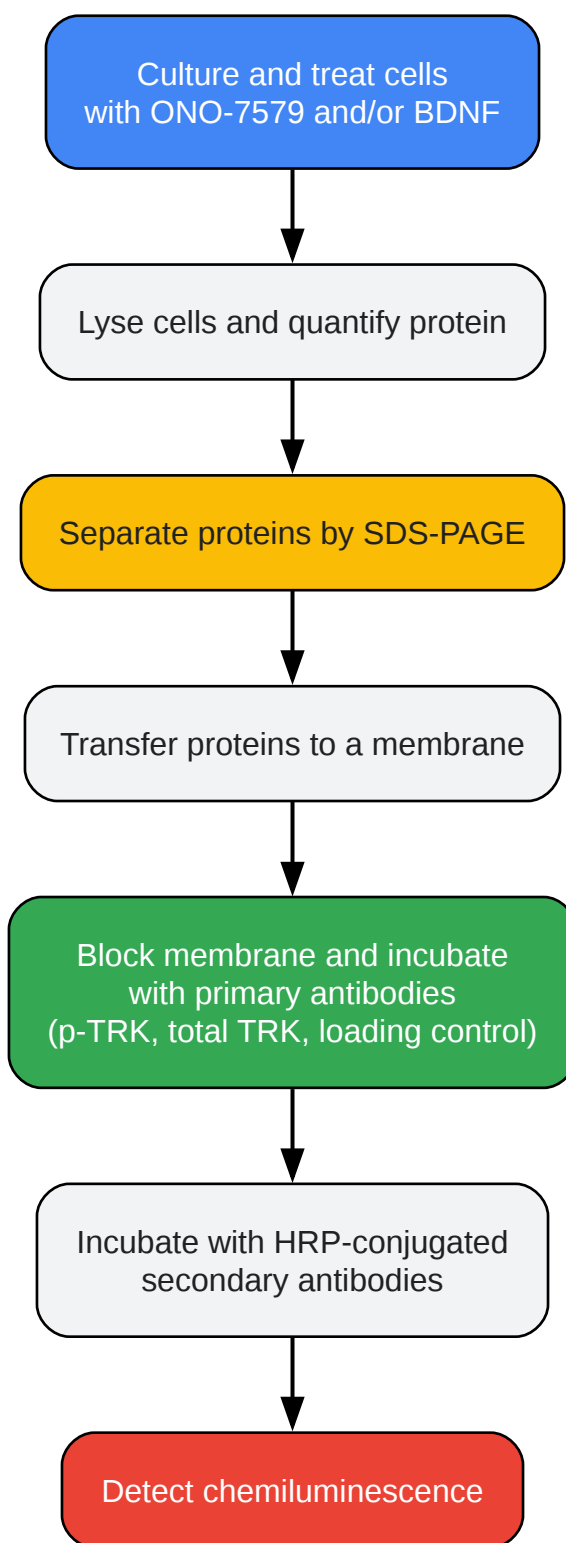 Culture and treat cells
with ONO-7579 and/or BDNF
Lyse cells and quantify protein
Separate proteins by SDS-PAGE
Transfer proteins to a membrane
Block membrane and incubate
with primary antibodies
(p-TRK, total TRK, loading control)
Incubate with HRP-conjugated
secondary antibodies
Detect chemiluminescence